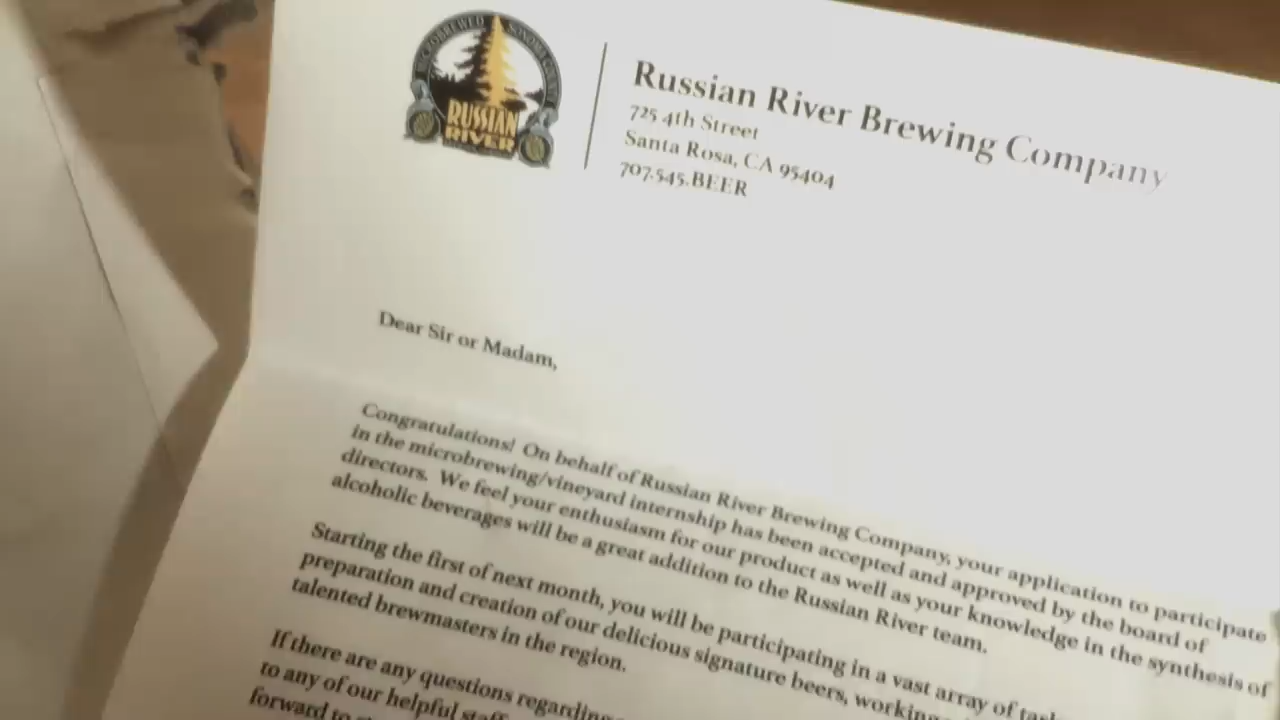 MICROBREWED SONOMA COUNTY
RUSSIAN
RIVER
Russian River Brewing Company
725 4th Street
Santa Rosa, CA 95404
707.545.BEER
Dear Sir or Madam,
Congratulations! On behalf of Russian River Brewing Company, your application to participate
in the microbrewing/vineyard internship has been accepted and approved by the board of
directors. We feel your enthusiasm for our product as well as your knowledge in the synthesis of
alcoholic beverages will be a great addition to the Russian River team.
Starting the first of next month, you will be participating in a vast array of
preparation and creation of our delicious signature beers, working
talented brewmasters in the region.
If there are any questions regarding
to any of our helpful
forward to